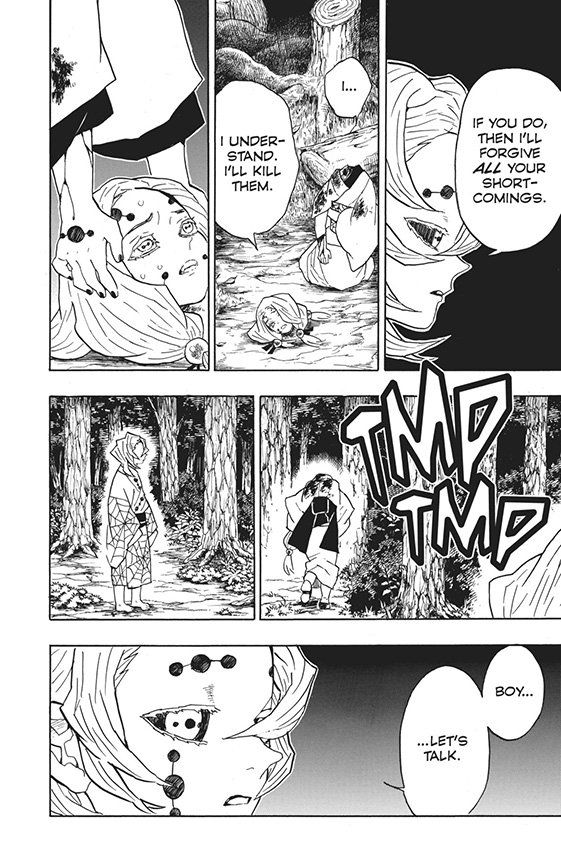 IF YOU DO,
THEN I'LL
FORGIVE
ALL YOUR
SHORT-
COMINGS.
I...
I UNDER-
STAND.
I'LL KILL
THEM.
TMP
TMP
BOY...
...LET'S
TALK.